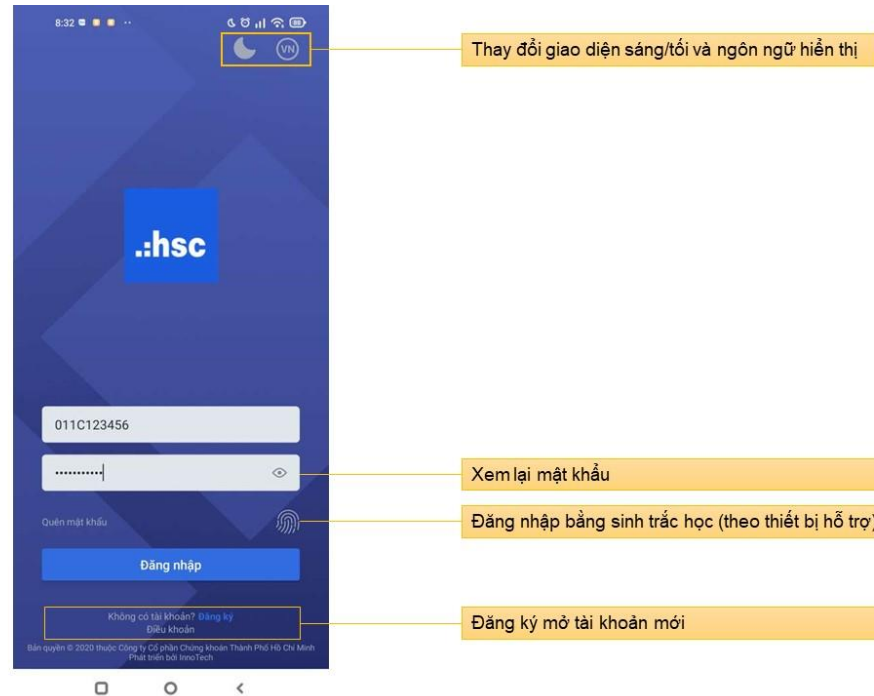 8:32
VN
Thay đổi giao diện sáng/tối và ngôn ngữ hiển thị
.:hsc
011C123456
•••••••••••
Xem lại mật khẩu
Quên mật khẩu
Đăng nhập bằng sinh trắc học (theo thiết bị hỗ trợ)
Đăng nhập
Không có tài khoản? Đăng ký
Điều khoản
Đăng ký mở tài khoản mới
Bản quyền © 2020 thuộc Công ty Cổ phần Chứng khoán Thành Phố Hồ Chí Minh
Phát triển bởi InnoTech